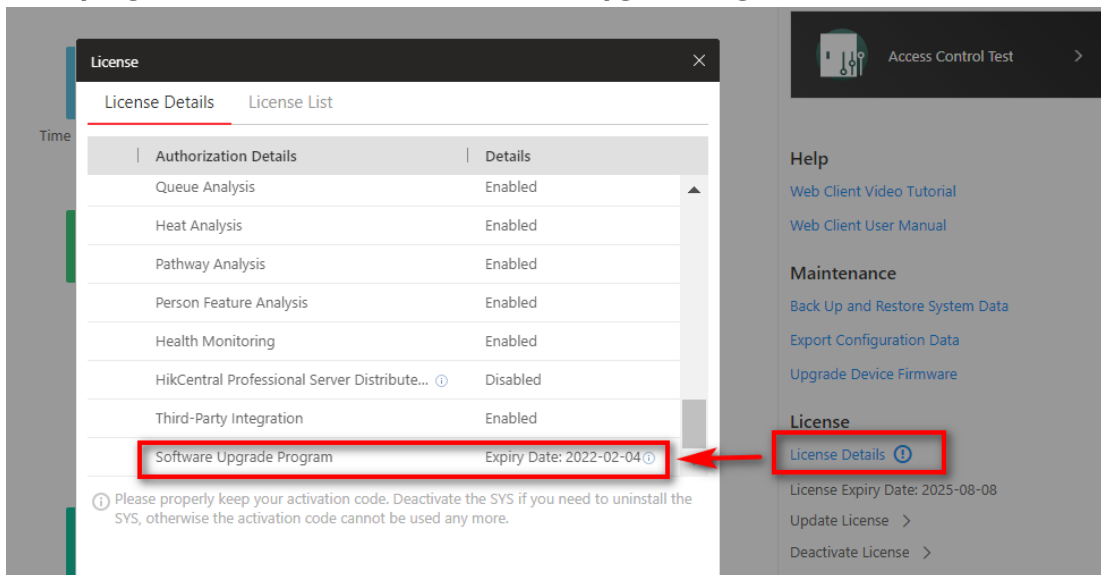 License
License Details License List
Time
Authorization Details Details
Queue Analysis Enabled
Heat Analysis Enabled
Pathway Analysis Enabled
Person Feature Analysis Enabled
Health Monitoring Enabled
HikCentral Professional Server Distribute... Disabled
Third-Party Integration Enabled
Software Upgrade Program Expiry Date: 2022-02-04
Please properly keep your activation code. Deactivate the SYS if you need to uninstall the
SYS, otherwise the activation code cannot be used any more.
Access Control Test
Help
Web Client Video Tutorial
Web Client User Manual
Maintenance
Back Up and Restore System Data
Export Configuration Data
Upgrade Device Firmware
License
License Details
License Expiry Date: 2025-08-08
Update License >
Deactivate License >